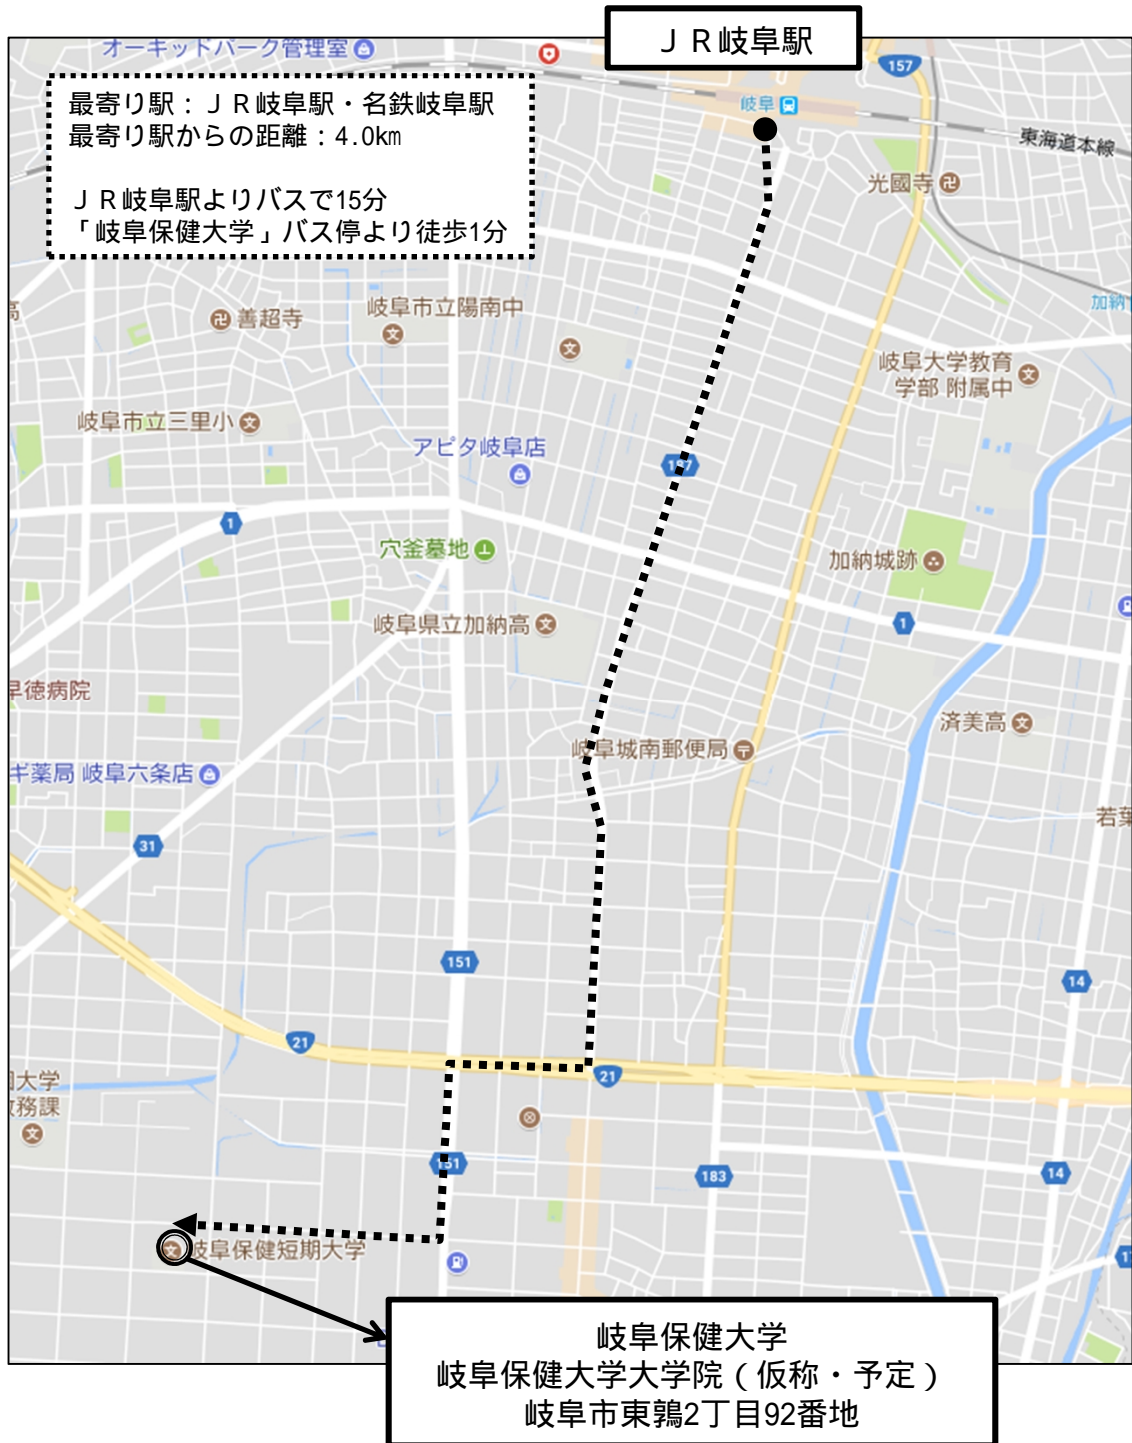 ＪＲ岐阜駅
オーキッドパーク管理室
157
最寄り駅：ＪＲ岐阜駅・名鉄岐阜駅
最寄り駅からの距離：4.0㎞
ＪＲ岐阜駅よりバスで15分
「岐阜保健大学」バス停より徒歩1分
岐阜
東海道本線
光國寺
加納
高
善超寺
岐阜市立陽南中
岐阜大学教育
学部 附属中
岐阜市立三里小
アピタ岐阜店
187
1
穴釜墓地
加納城跡
岐阜県立加納高
1
早徳病院
済美高
岐阜城南郵便局
ギ薬局 岐阜六条店
若葉
31
151
14
21
21
大学
務課
151
183
14
岐阜保健短期大学
17
岐阜保健大学
岐阜保健大学大学院（仮称・予定）
岐阜市東鶉2丁目92番地